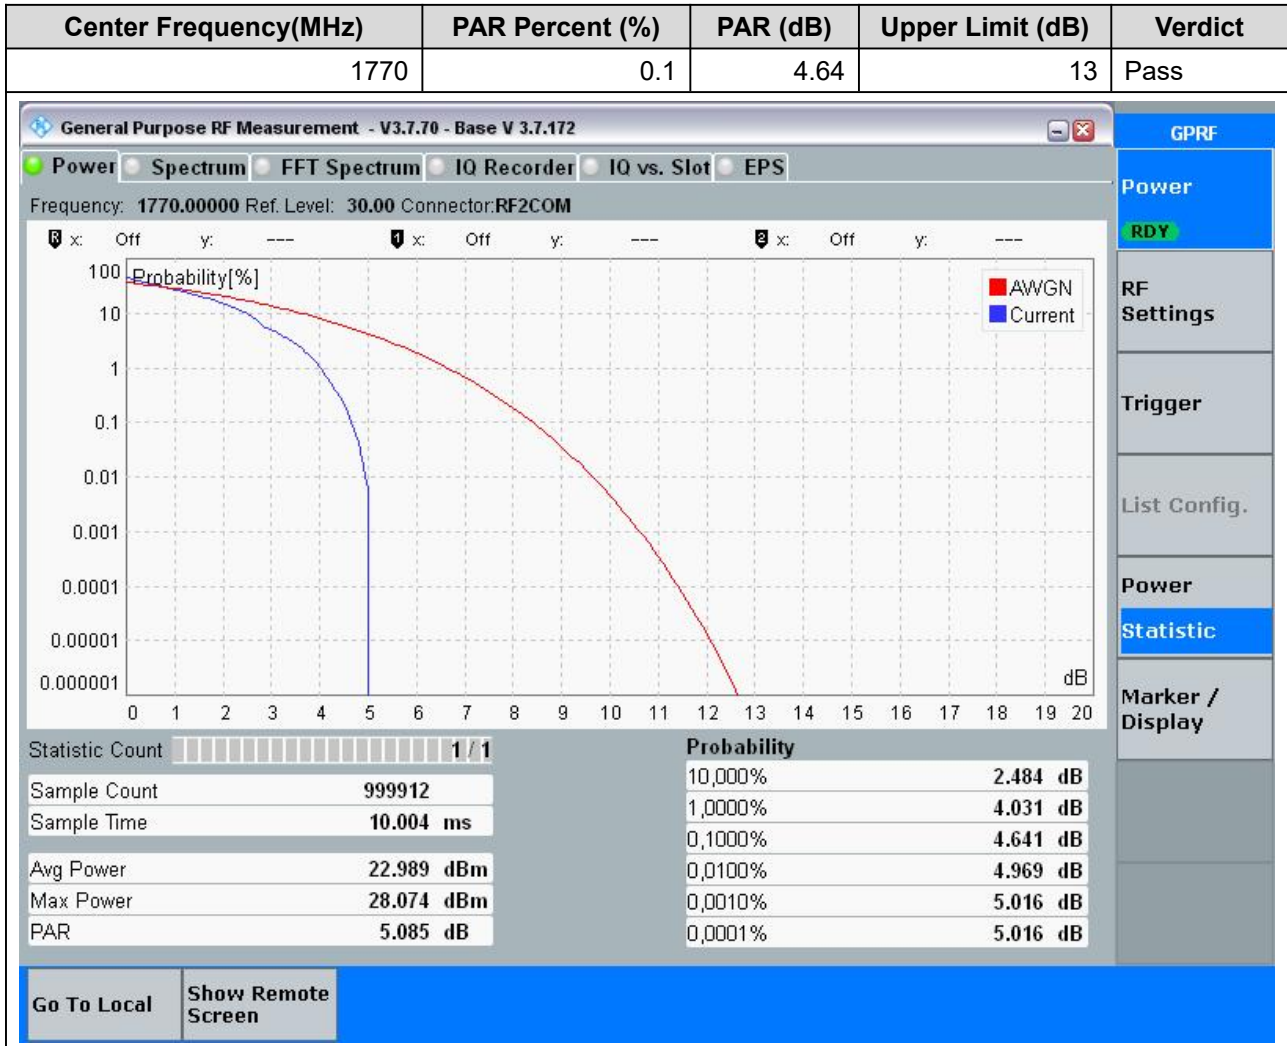 Center Frequency(MHz) PAR Percent (%) PAR (dB) Upper Limit (dB) Verdict
1770 0.1 4.64 13 Pass
General Purpose RF Measurement - V3.7.70 - Base V 3.7.172
GPRF
Power Spectrum FFT Spectrum IQ Recorder IQ vs. Slot EPS
Power
RDY
Frequency: 1770.00000 Ref. Level: 30.00 Connector:RF2COM
R x: Off y: --- 1 x: Off y: --- 2 x: Off y: ---
Probability[%]
AWGN
Current
100
10
1
0.1
0.01
0.001
0.0001
0.00001
0.000001
dB
0 1 2 3 4 5 6 7 8 9 10 11 12 13 14 15 16 17 18 19 20
RF
Settings
Trigger
List Config.
Power
Statistic
Marker /
Display
Statistic Count 1 / 1
Sample Count 999912
Sample Time 10.004 ms
Avg Power 22.989 dBm
Max Power 28.074 dBm
PAR 5.085 dB
Probability
10,000% 2.484 dB
1,0000% 4.031 dB
0,1000% 4.641 dB
0,0100% 4.969 dB
0,0010% 5.016 dB
0,0001% 5.016 dB
Go To Local
Show Remote
Screen